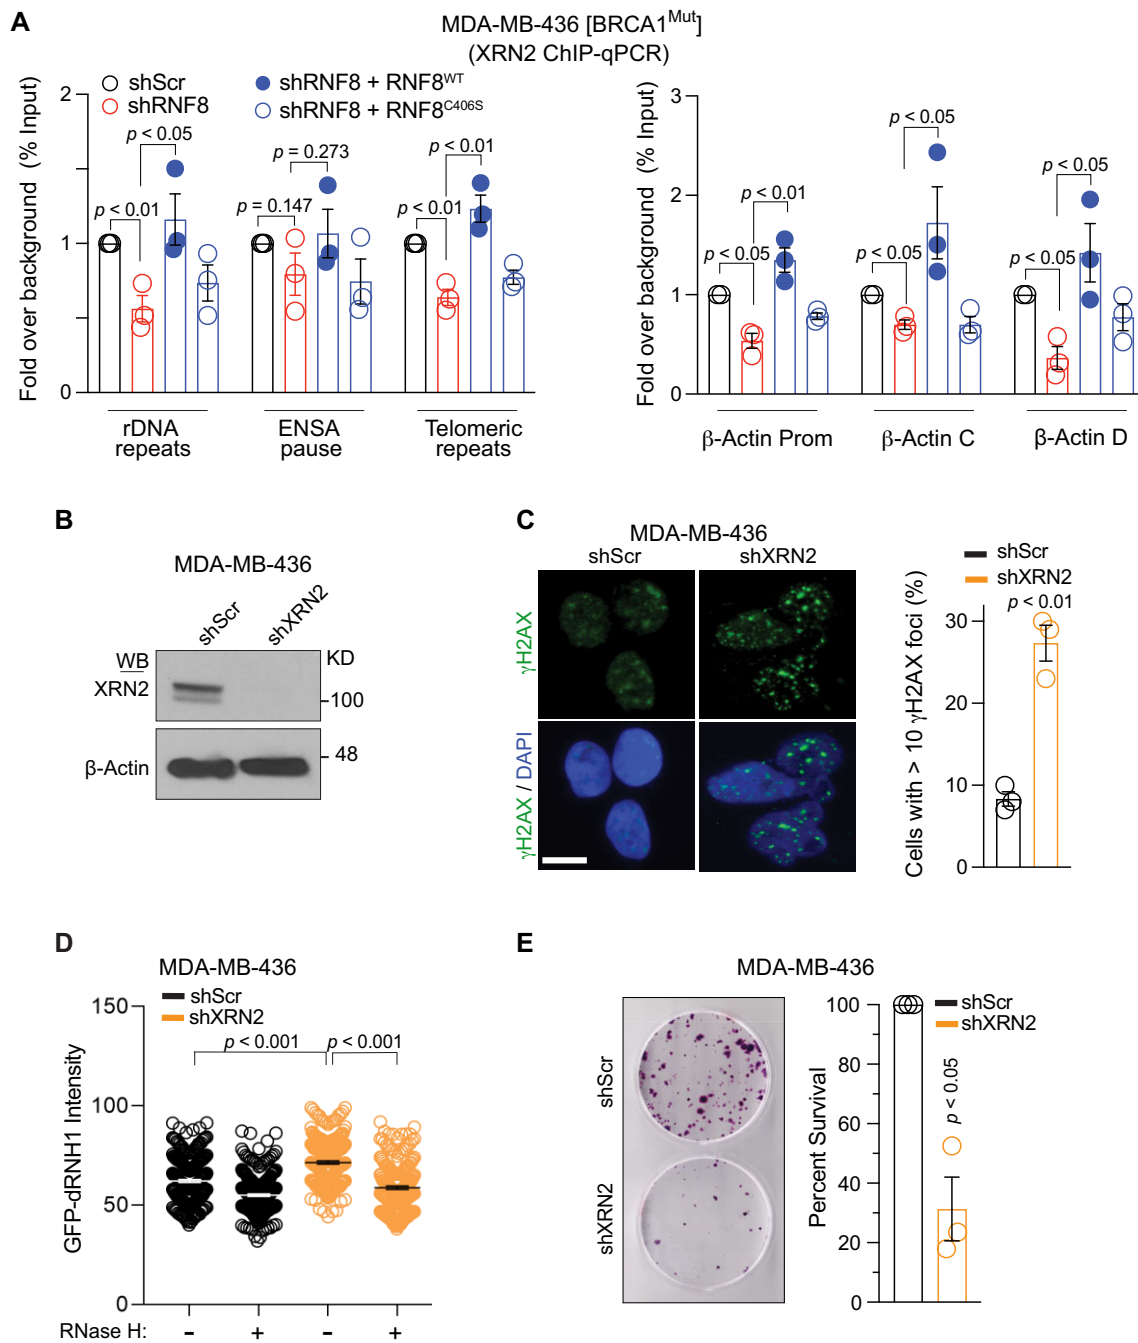 A
MDA-MB-436 [BRCA1^Mut]
(XRN2 ChIP-qPCR)
shScr
shRNF8
shRNF8 + RNF8^WT
shRNF8 + RNF8^C406S
Fold over background (% Input)
2
1
0
p < 0.05
p < 0.01
p = 0.273
p = 0.147
p < 0.01
p < 0.01
rDNA repeats
ENSA pause
Telomeric repeats
Fold over background (% Input)
3
2
1
0
p < 0.01
p < 0.05
p < 0.05
p < 0.05
p < 0.05
p < 0.05
β-Actin Prom
β-Actin C
β-Actin D
B
MDA-MB-436
shScr
shXRN2
WB
KD
XRN2
100
48
β-Actin
C
MDA-MB-436
shScr
shXRN2
γH2AX
γH2AX / DAPI
shScr
shXRN2
p < 0.01
Cells with > 10 γH2AX foci (%)
30
20
10
0
D
MDA-MB-436
shScr
shXRN2
p < 0.001
p < 0.001
GFP-dRNH1 Intensity
150
100
50
0
RNase H: - + - +
E
MDA-MB-436
shScr
shXRN2
shScr
shXRN2
p < 0.05
Percent Survival
100
80
60
40
20
0